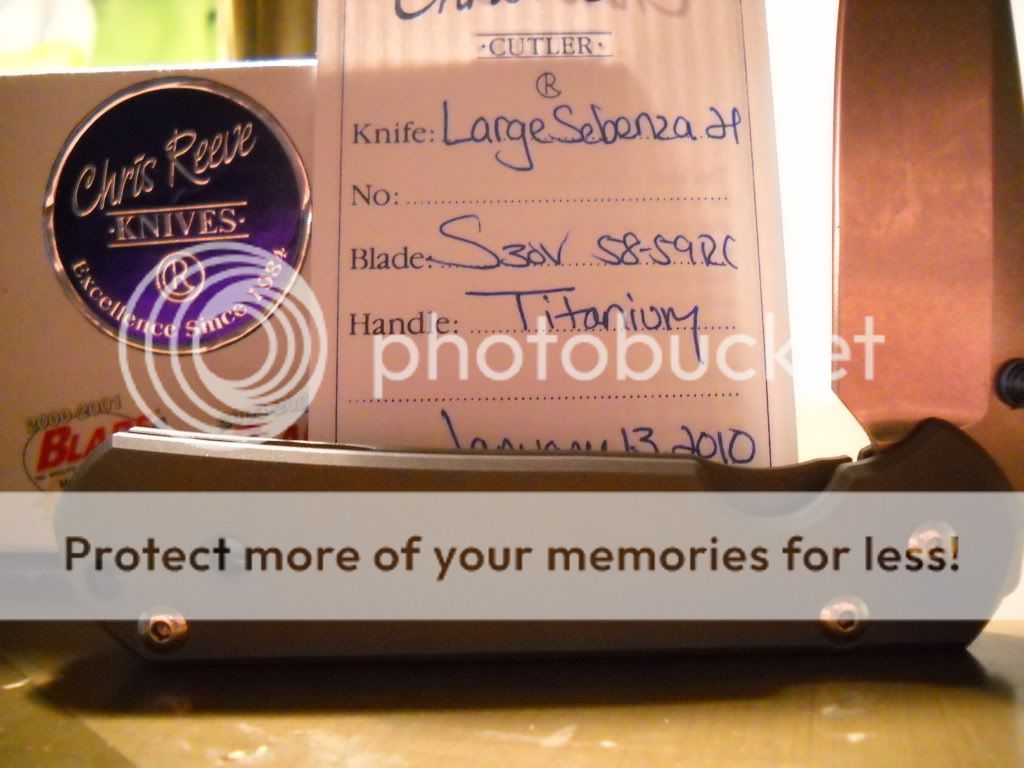 Chris Reeve
·KNIVES·
R
Excellence Since 1984
2000-2001
BLADE
·CUTLER·
R
Knife: Large Sebenza 21
No:
Blade: S30V 58-59RC
Handle: Titanium
January 13 2010
photobucket
Protect more of your memories for less!